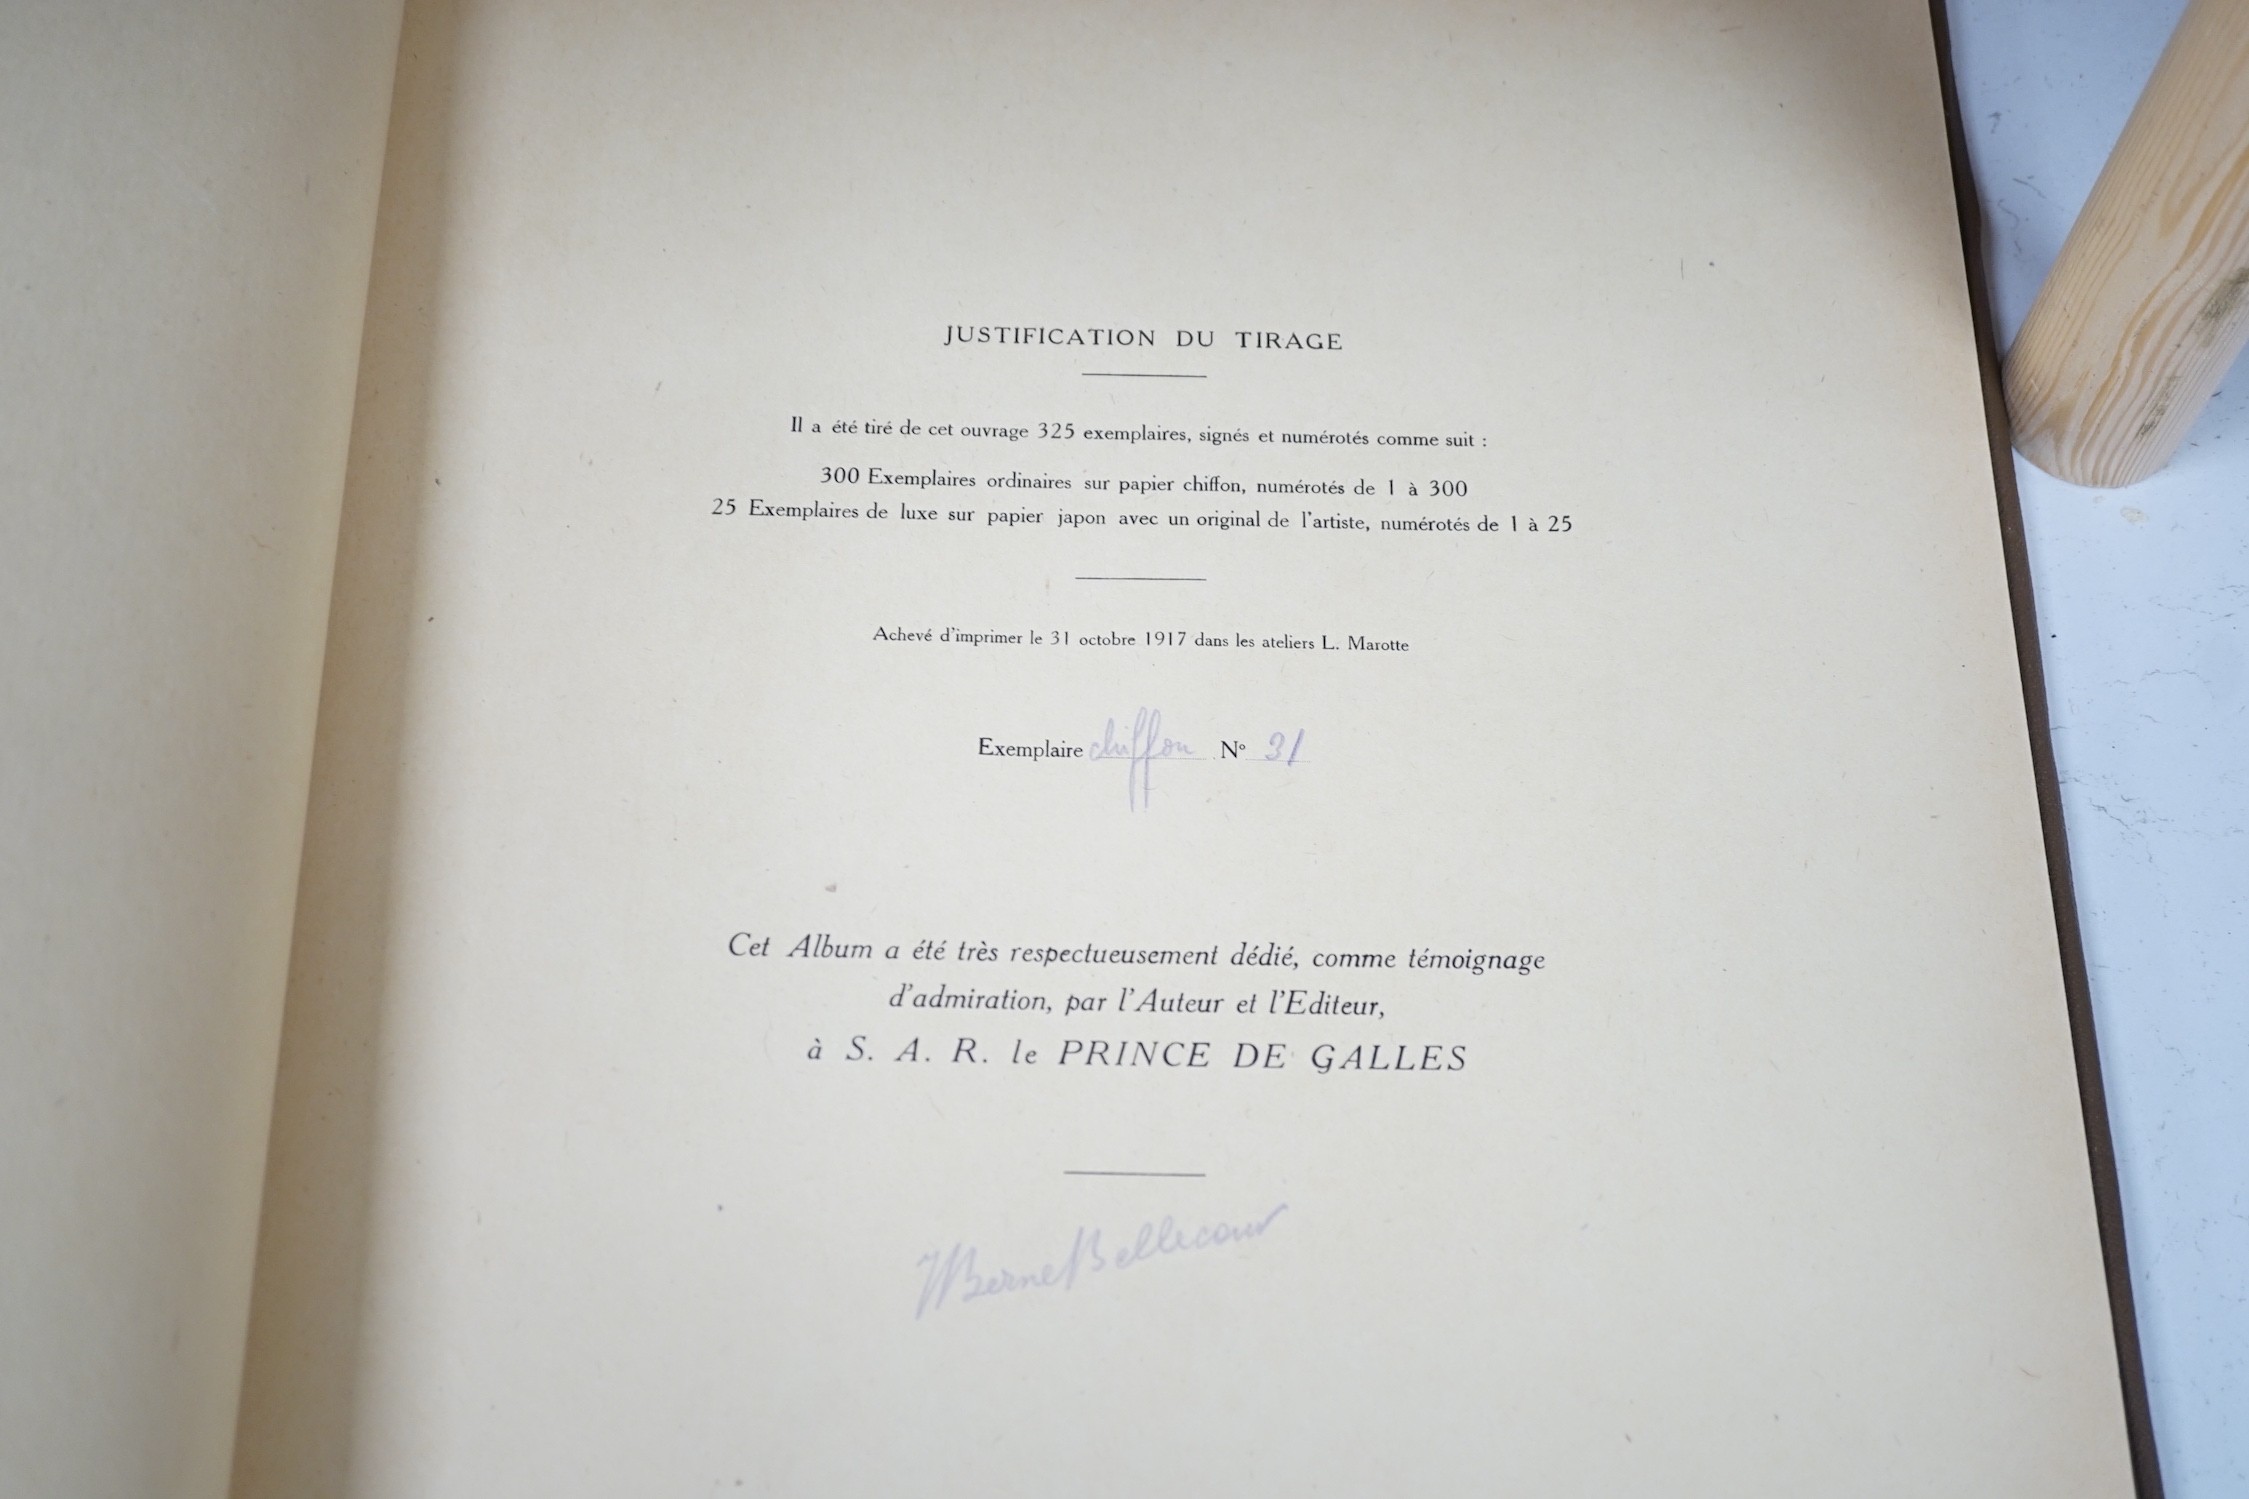 JUSTIFICATION DU TIRAGE
Il a été tiré de cet ouvrage 325 exemplaires, signés et numérotés comme suit :
300 Exemplaires ordinaires sur papier chiffon, numérotés de 1 à 300
25 Exemplaires de luxe sur papier japon avec un original de l'artiste, numérotés de 1 à 25
Achevé d'imprimer le 31 octobre 1917 dans les ateliers L. Marotte
Exemplaire chiffon N° 31
Cet Album a été très respectueusement dédié, comme témoignage
d'admiration, par l'Auteur et l'Editeur,
à S. A. R. le PRINCE DE GALLES
JBerneBellecour